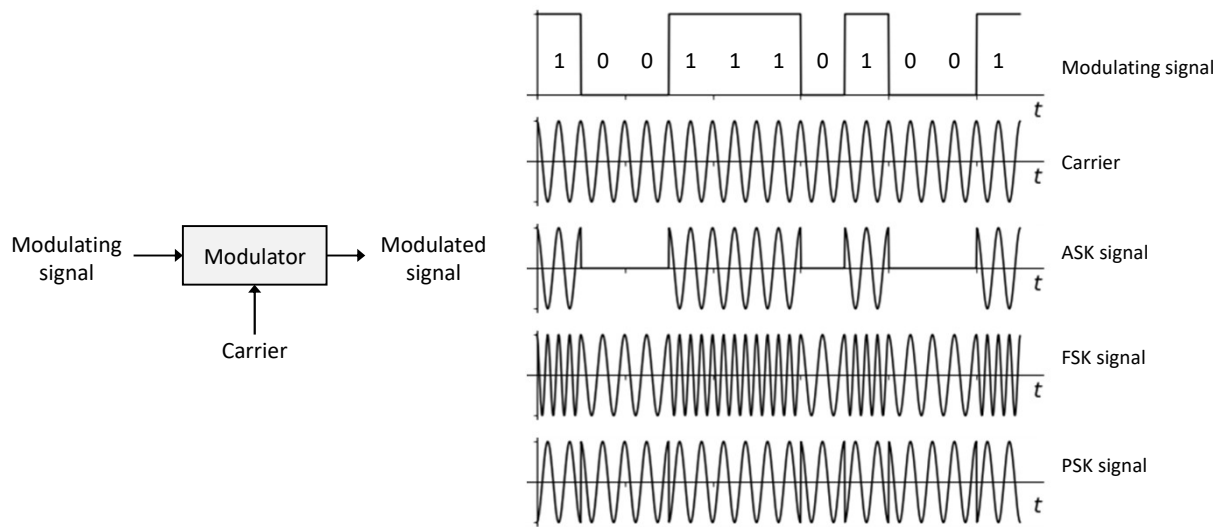 Modulating
signal
Modulator
Modulated
signal
Carrier
1 0 0 1 1 1 0 1 0 0 1
Modulating signal
t
Carrier
t
ASK signal
t
FSK signal
t
PSK signal
t